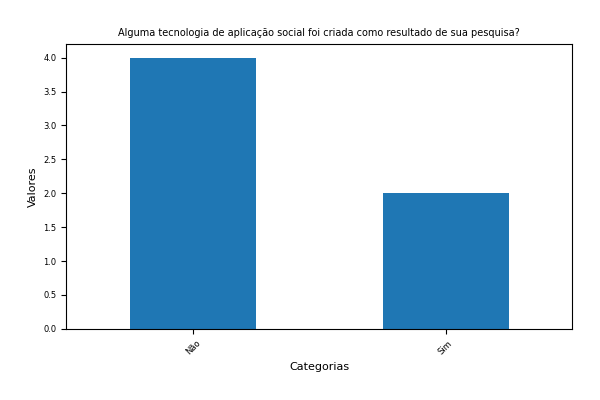 Alguma tecnologia de aplicação social foi criada como resultado de sua pesquisa?
4.0
3.5
3.0
2.5
2.0
1.5
1.0
0.5
0.0
Valores
Não
Sim
Categorias